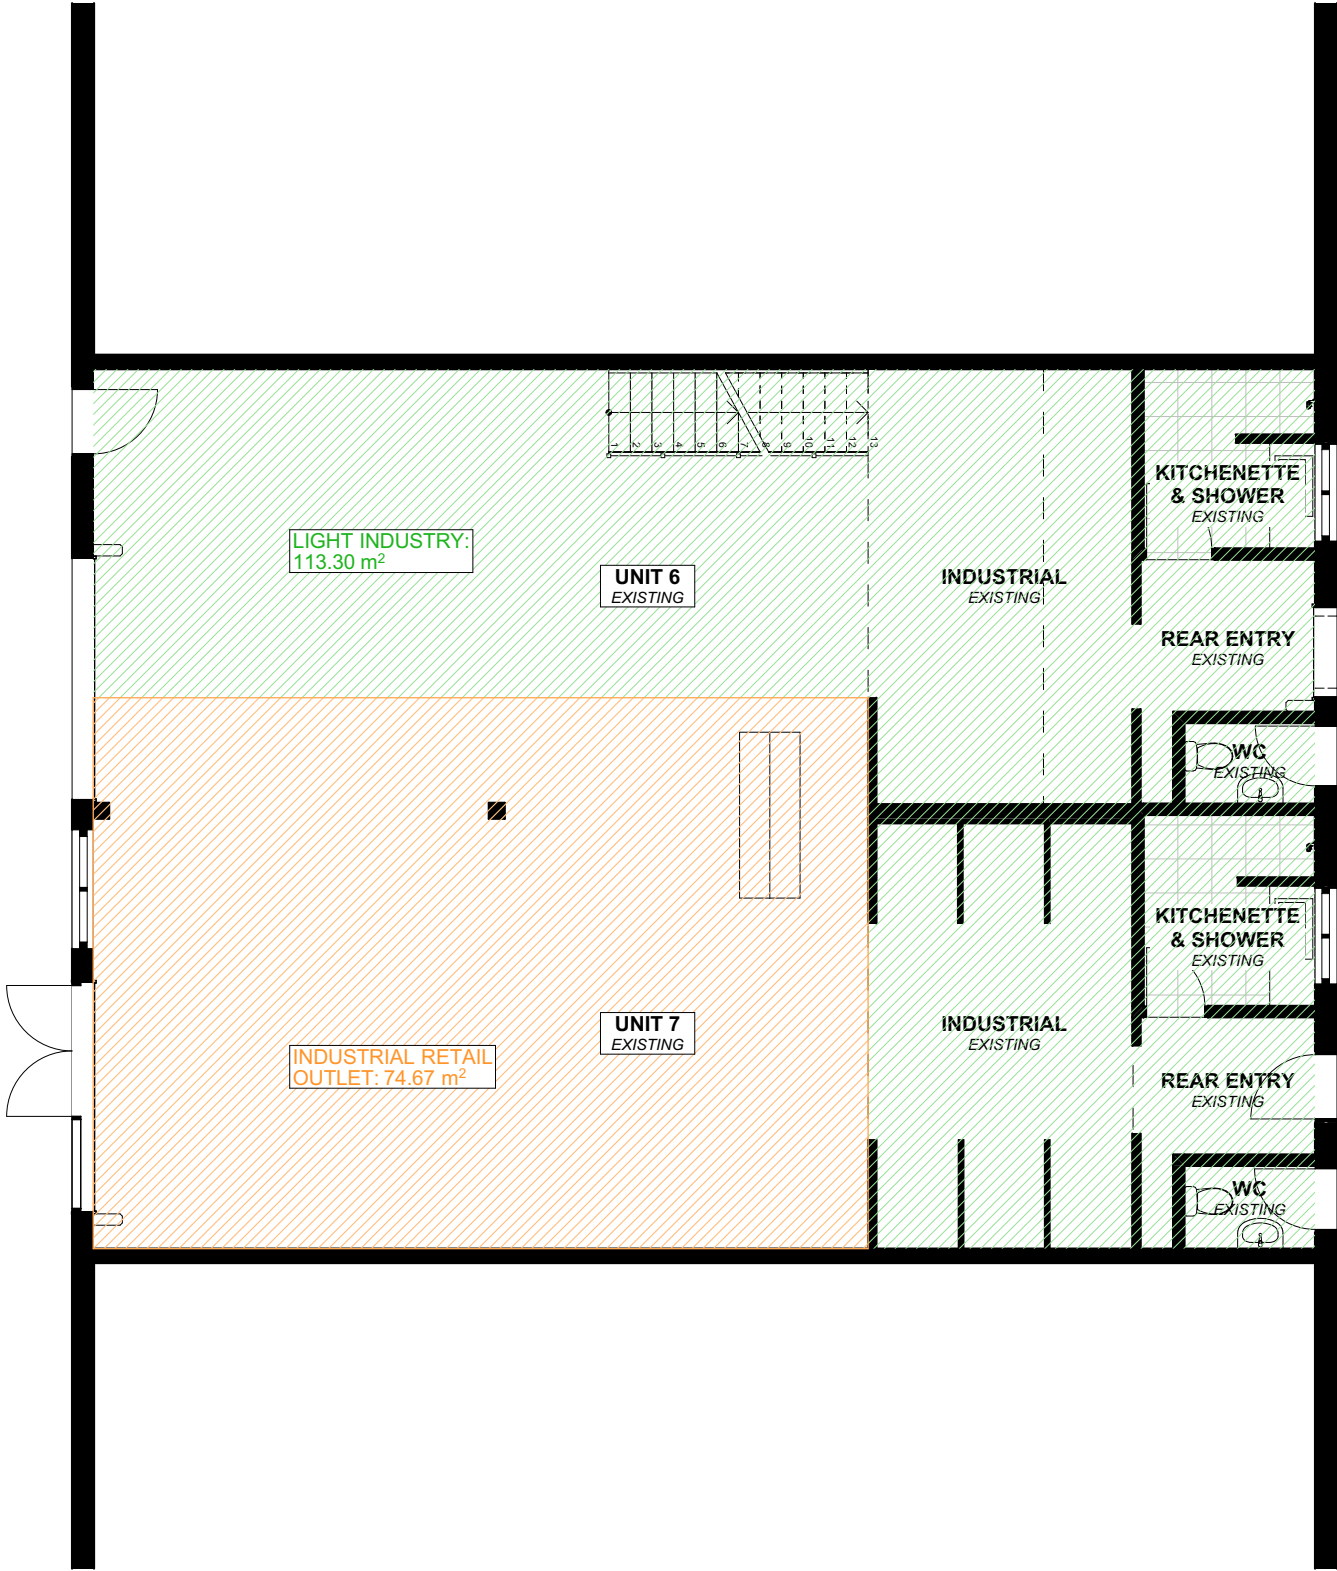 1 2 3 4 5 6 7 8 9 10 11 12 13
KITCHENETTE
& SHOWER
EXISTING
LIGHT INDUSTRY:
113.30 m²
UNIT 6
EXISTING
INDUSTRIAL
EXISTING
REAR ENTRY
EXISTING
WC
EXISTING
KITCHENETTE
& SHOWER
EXISTING
UNIT 7
EXISTING
INDUSTRIAL
EXISTING
INDUSTRIAL RETAIL
OUTLET: 74.67 m²
REAR ENTRY
EXISTING
WC
EXISTING